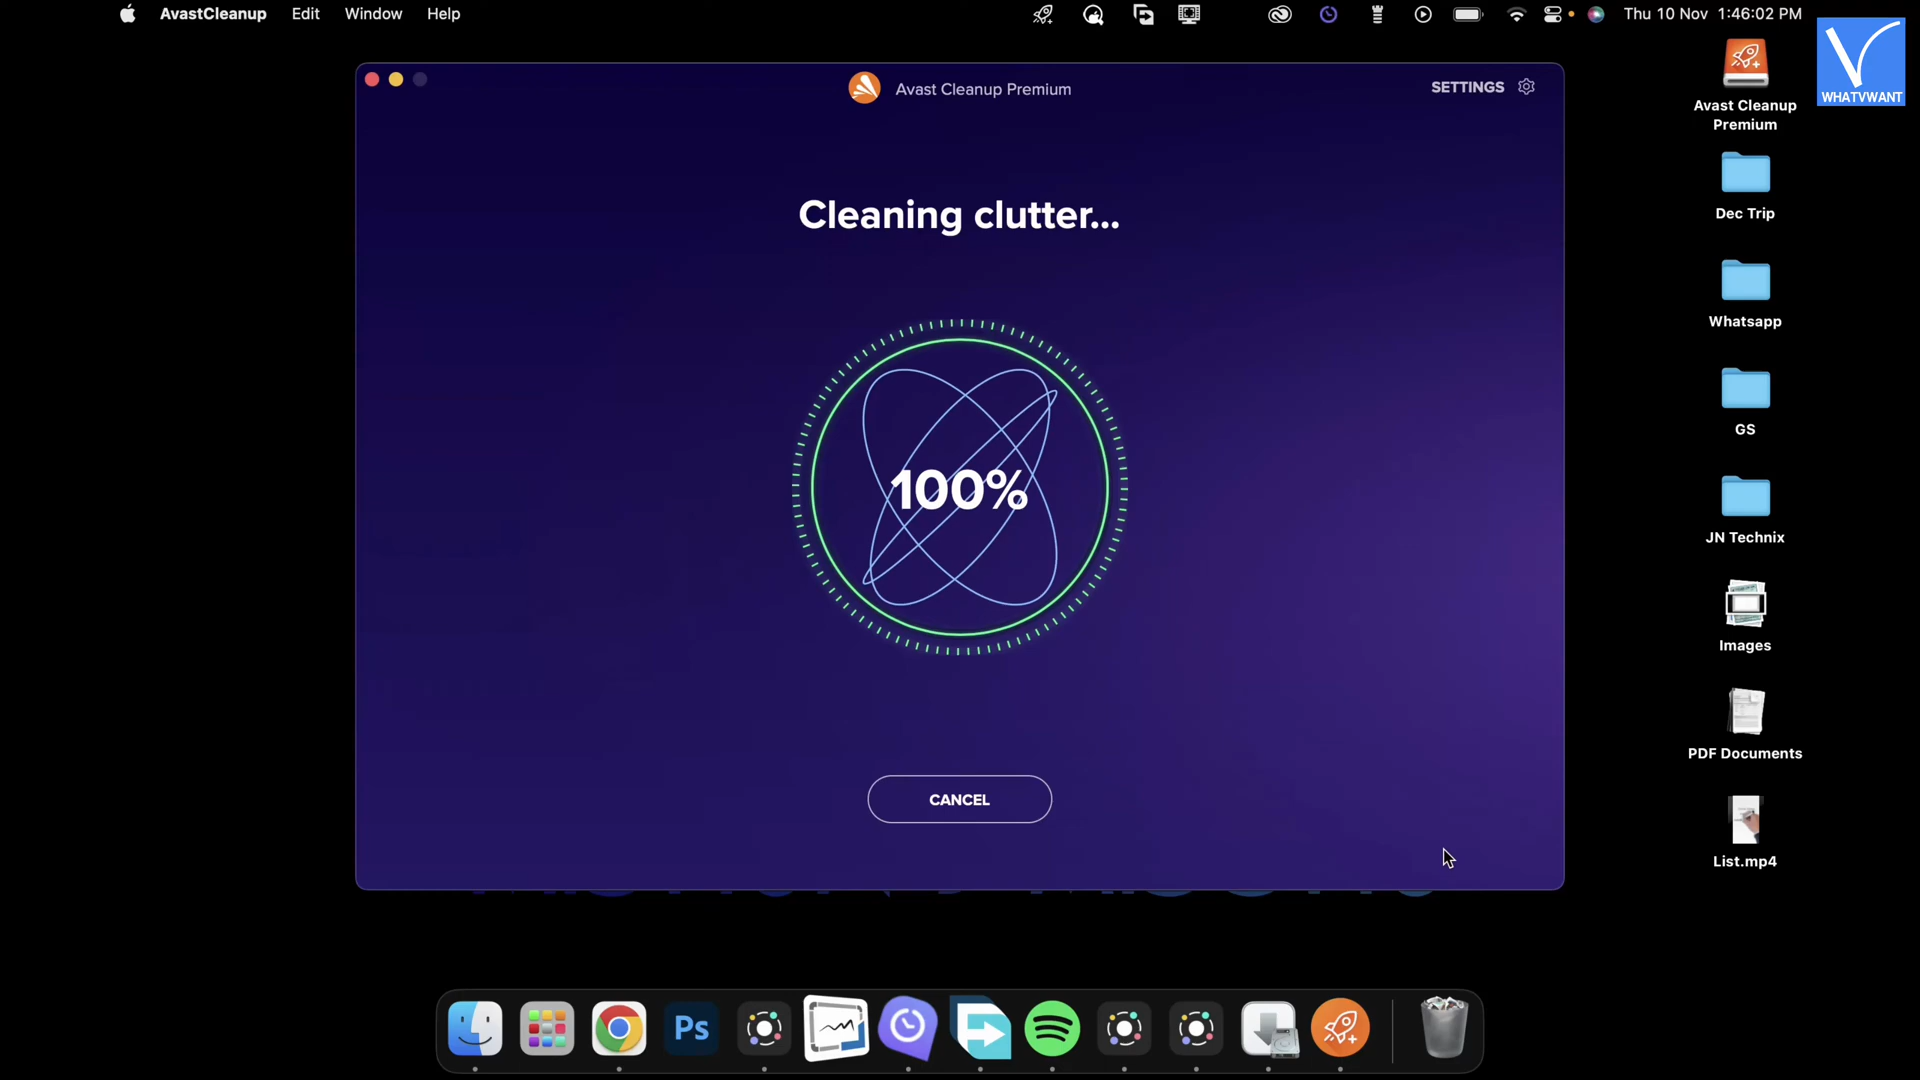 AvastCleanup Edit Window Help
Thu 10 Nov 1:46:02 PM
WHATVWANT
Avast Cleanup Premium
SETTINGS
Avast Cleanup
Premium
Dec Trip
Cleaning clutter...
Whatsapp
GS
100%
JN Technix
Images
PDF Documents
CANCEL
List.mp4
Ps